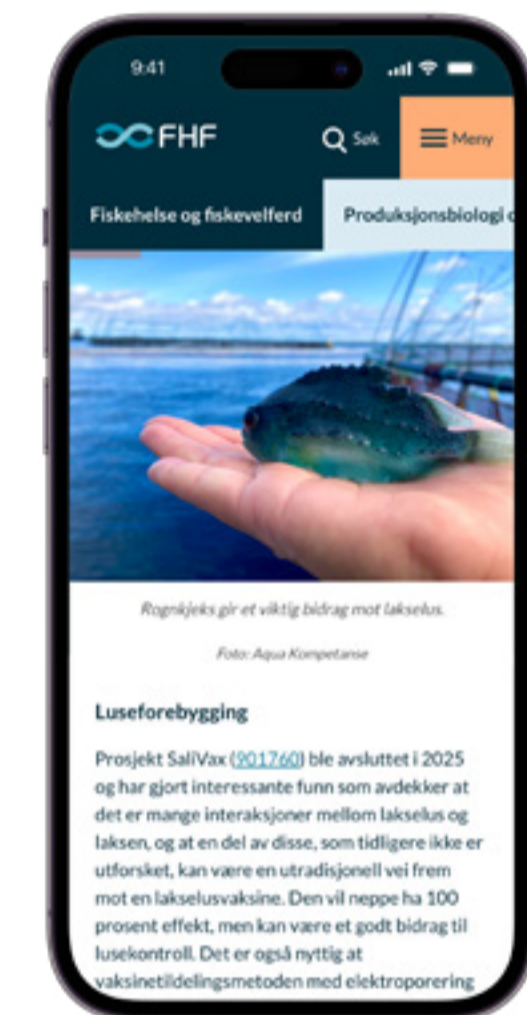 9:41
FHF
Søk
Meny
Fiskehelse og fiskevelferd
Produksjonsbiologi o
Rognkjeks gir et viktig bidrag mot lakselus.
Foto: Aqua Kompetanse
Luseforebygging
Prosjekt SaliVax (901760) ble avsluttet i 2025
og har gjort interessante funn som avdekker at
det er mange interaksjoner mellom lakselus og
laksen, og at en del av disse, som tidligere ikke er
utforsket, kan være en utradisjonell vei frem
mot en lakselusvaksine. Den vil neppe ha 100
prosent effekt, men kan være et godt bidrag til
lusekontroll. Det er også nyttig at
vaksinetildelingsmetoden med elektroporering